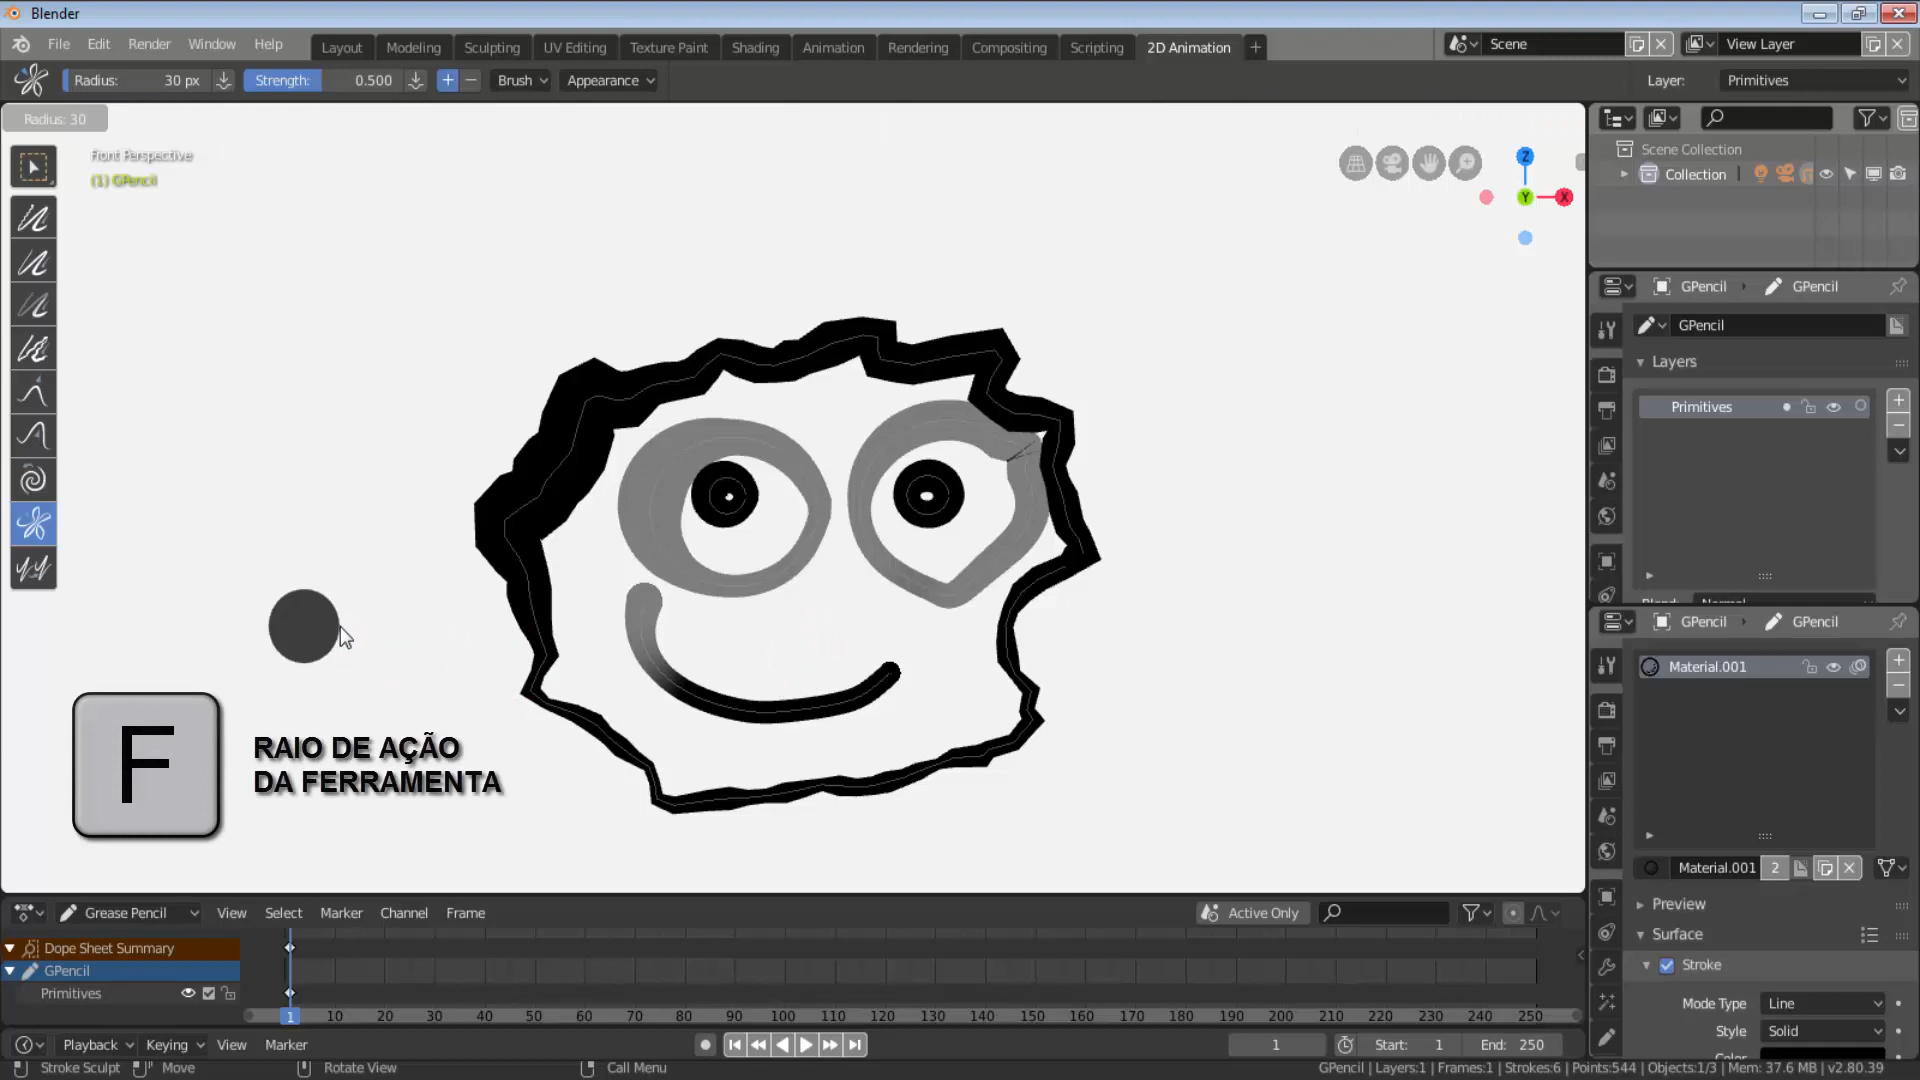 Blender
File Edit Render Window Help Layout Modeling Sculpting UV Editing Texture Paint Shading Animation Rendering Compositing Scripting 2D Animation + Scene View Layer
Radius: 30 px Strength: 0.500 + − Brush Appearance Layer: Primitives
Radius: 30
Front Perspective
(1) GPencil
Z
Y X
Scene Collection
Collection
GPencil GPencil
GPencil
Layers
Primitives
GPencil GPencil
Material.001
Material.001 2
Preview
Surface
Stroke
Mode Type Line
Style Solid
F
RAIO DE AÇÃO
DA FERRAMENTA
Grease Pencil View Select Marker Channel Frame Active Only
Dope Sheet Summary
GPencil
Primitives
1 10 20 30 40 50 60 70 80 90 100 110 120 130 140 150 160 170 180 190 200 210 220 230 240 250
Playback Keying View Marker 1 Start: 1 End: 250
Stroke Sculpt Move Rotate View Call Menu GPencil | Layers:1 | Frames:1 | Strokes:6 | Points:544 | Objects:1/3 | Mem: 37.6 MB | v2.80.39